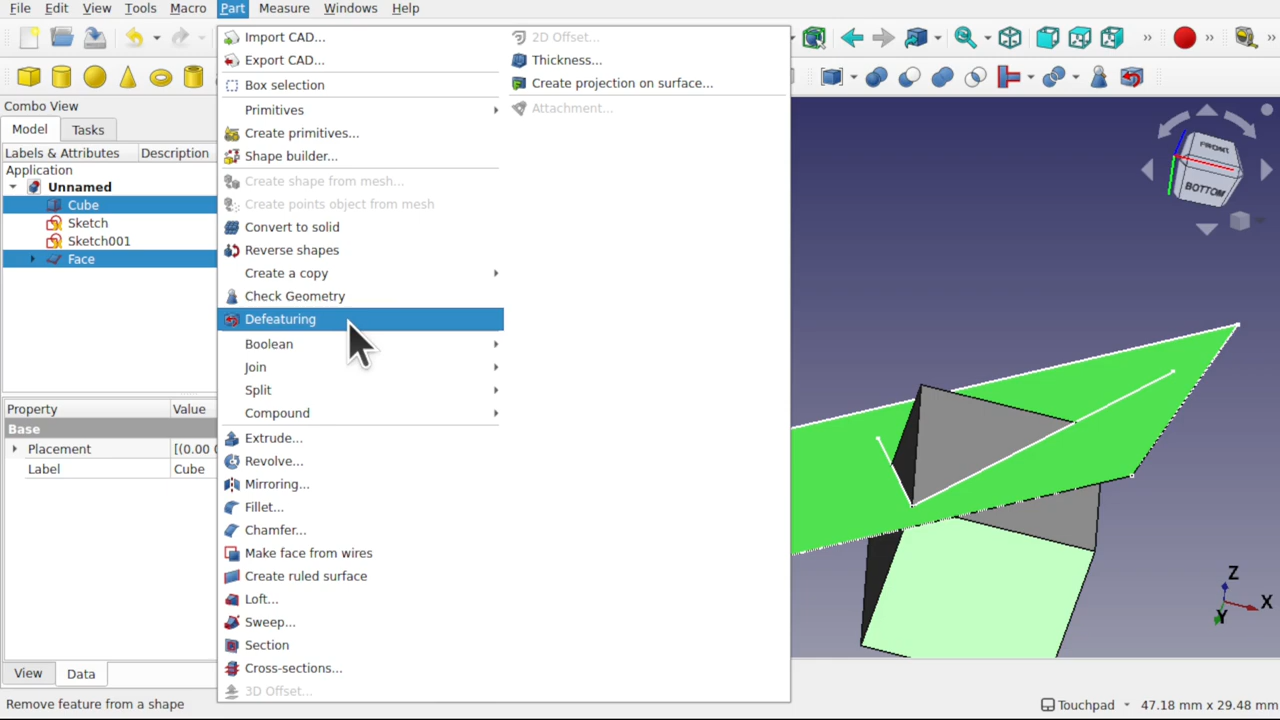 File Edit View Tools Macro Part Measure Windows Help
Combo View
Model Tasks
Labels & Attributes Description
Application
Unnamed
Cube
Sketch
Sketch001
Face
Property Value
Base
Placement [(0.00 0
Label Cube
View Data
Import CAD...
Export CAD...
Box selection
Primitives
Create primitives...
Shape builder...
Create shape from mesh...
Create points object from mesh
Convert to solid
Reverse shapes
Create a copy
Check Geometry
Defeaturing
Boolean
Join
Split
Compound
Extrude...
Revolve...
Mirroring...
Fillet...
Chamfer...
Make face from wires
Create ruled surface
Loft...
Sweep...
Section
Cross-sections...
3D Offset...
2D Offset...
Thickness...
Create projection on surface...
Attachment...
FRONT
BOTTOM
Z
X
Y
Remove feature from a shape
Touchpad 47.18 mm x 29.48 mm